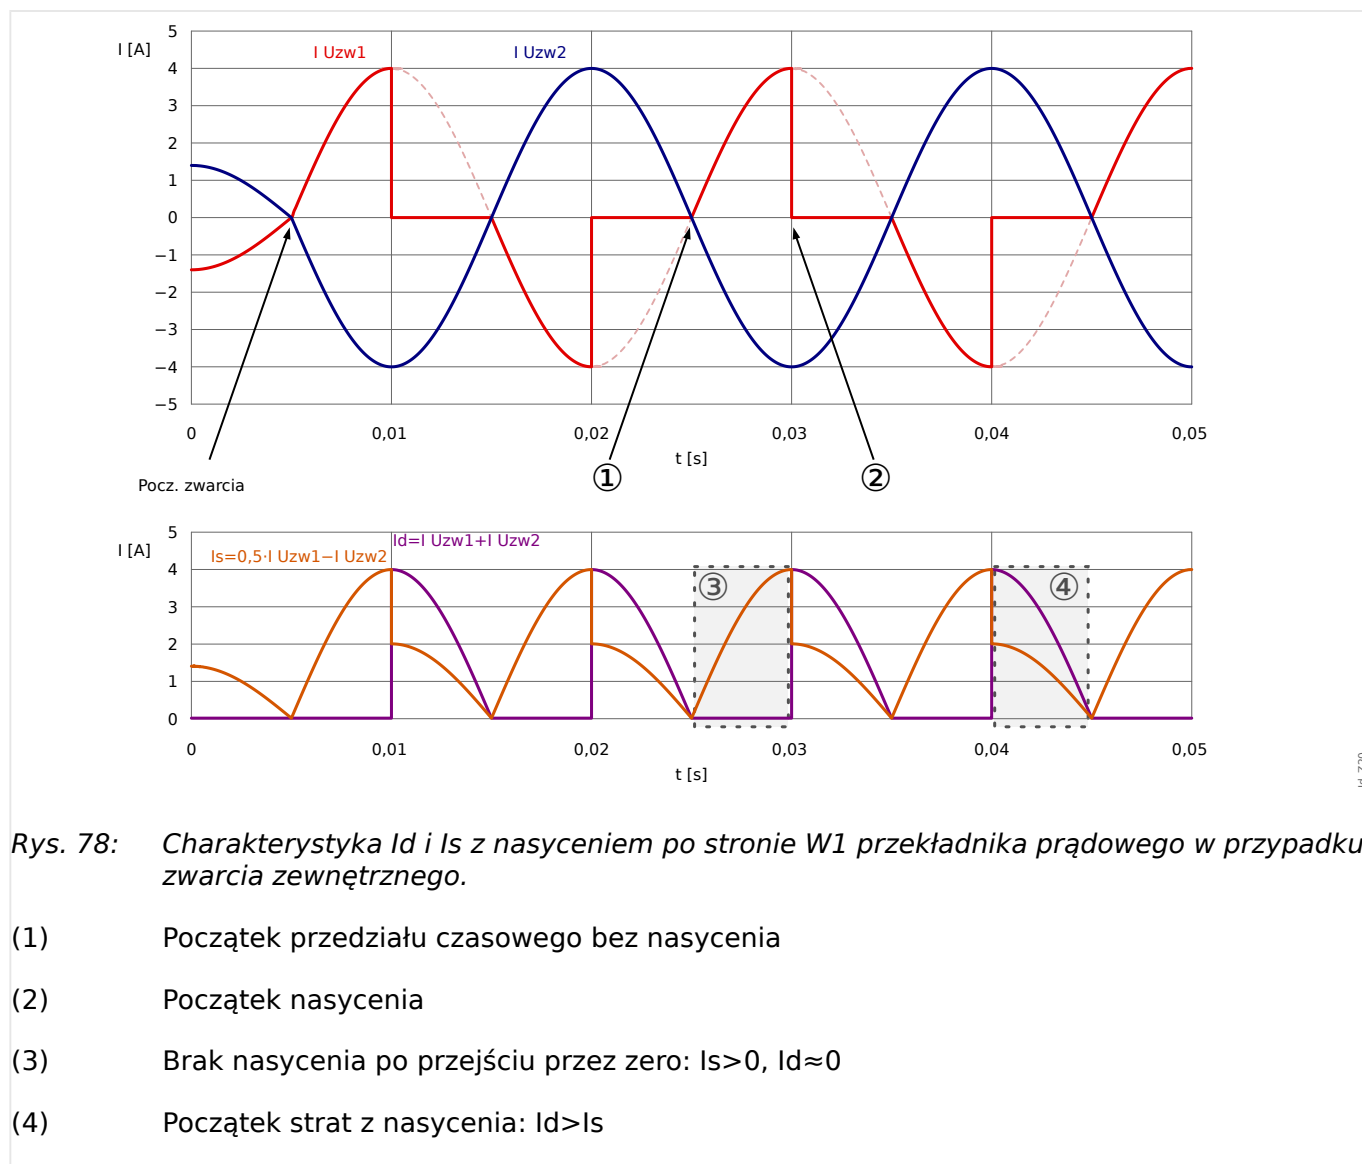 I [A]
I Uzw1
I Uzw2
5
4
3
2
1
0
−1
−2
−3
−4
−5
0 0,01 0,02 0,03 0,04 0,05
t [s]
Pocz. zwarcia
①
②
I [A]
Is=0,5·I Uzw1−I Uzw2
Id=I Uzw1+I Uzw2
5
4
3
2
1
0
③
④
0 0,01 0,02 0,03 0,04 0,05
t [s]
Rys. 78: Charakterystyka Id i Is z nasyceniem po stronie W1 przekładnika prądowego w przypadku
zwarcia zewnętrznego.
(1) Początek przedziału czasowego bez nasycenia
(2) Początek nasycenia
(3) Brak nasycenia po przejściu przez zero: Is>0, Id≈0
(4) Początek strat z nasycenia: Id>Is